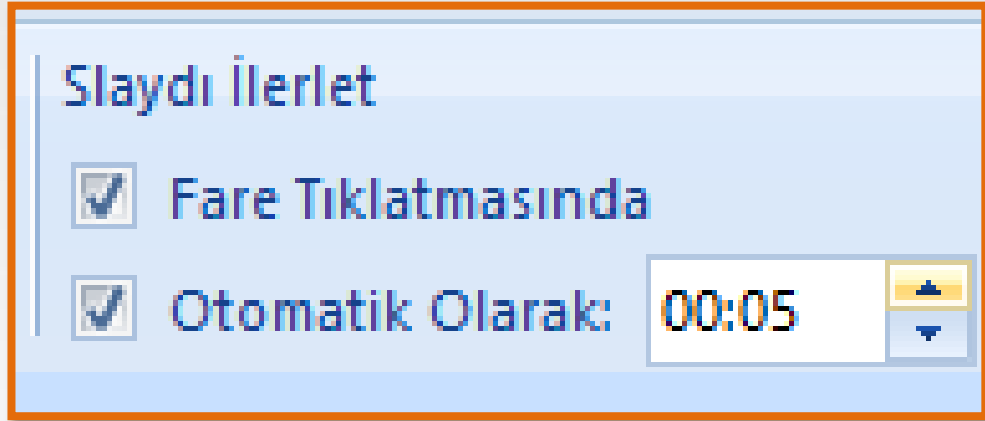 Slaydı İlerlet
Fare Tıklatmasında
Otomatik Olarak: 00:05